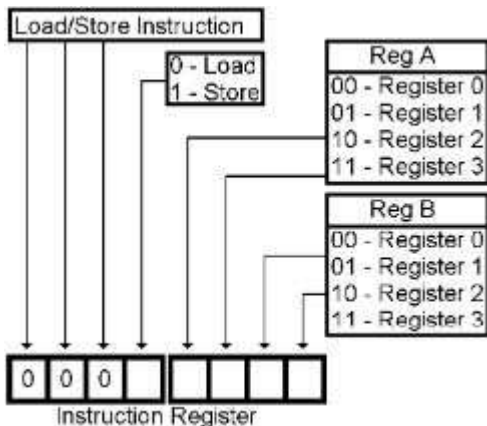 Load/Store Instruction
0 - Load
1 - Store
Reg A
00 - Register 0
01 - Register 1
10 - Register 2
11 - Register 3
Reg B
00 - Register 0
01 - Register 1
10 - Register 2
11 - Register 3
0 0 0
Instruction Register